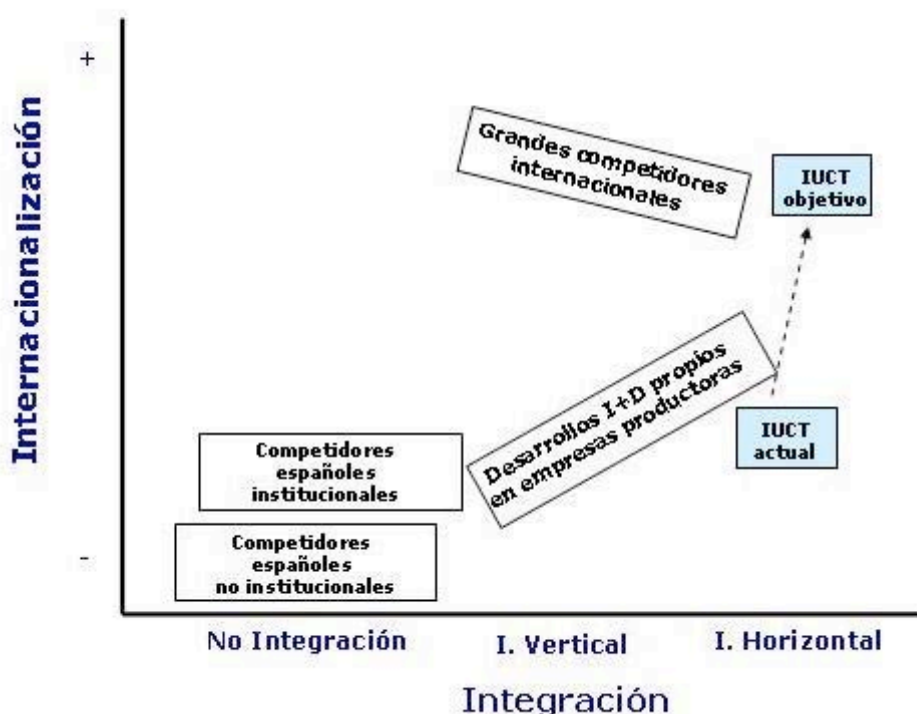 +
Internacionalización
-
Grandes competidores
internacionales
IUCT
objetivo
Desarrollos I+D propios
en empresas productoras
IUCT
actual
Competidores
españoles
institucionales
Competidores
españoles
no institucionales
No Integración
I. Vertical
I. Horizontal
Integración